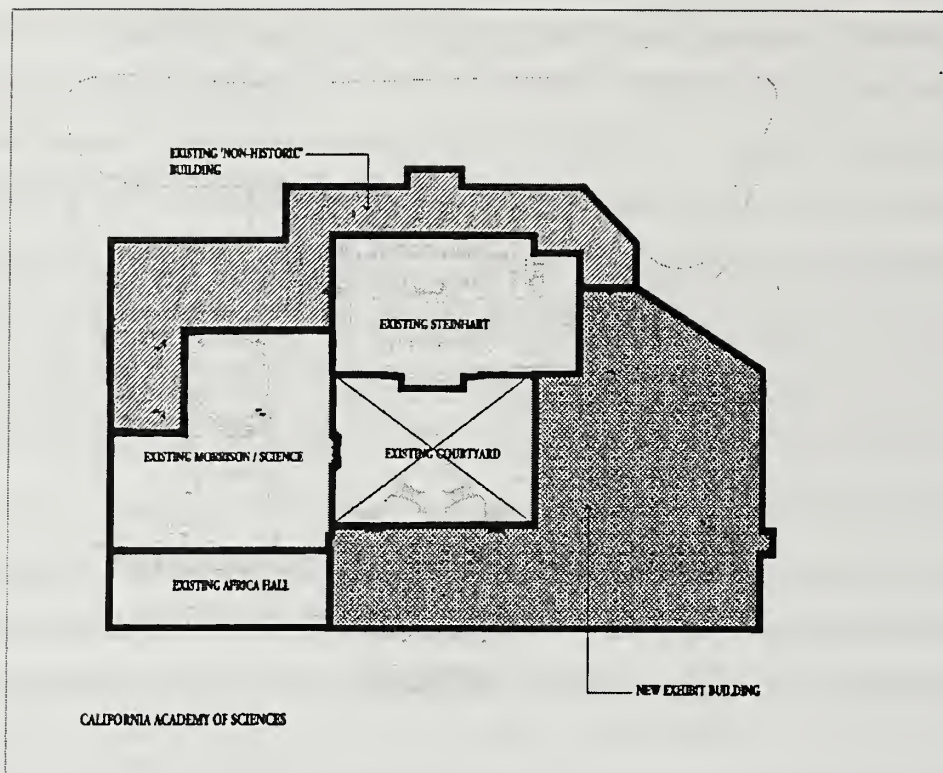 EXISTING 'NON-HISTORIC'
BUILDING
EXISTING STEINHART
EXISTING MORRISON / SCIENCE
EXISTING COURTYARD
EXISTING AFRICA HALL
NEW EXHIBIT BUILDING
CALIFORNIA ACADEMY OF SCIENCES